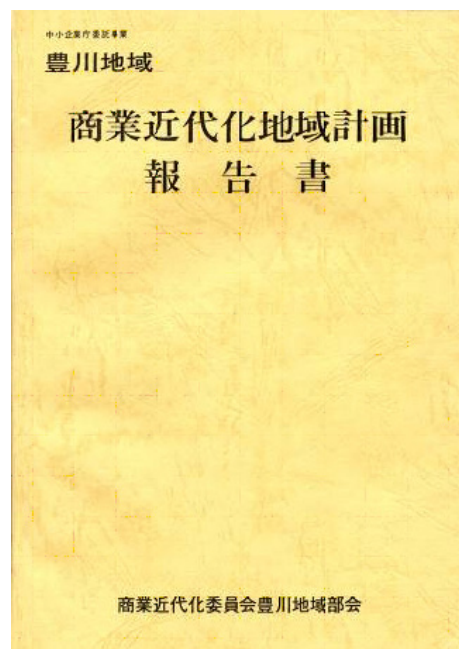 中小企業庁委託事業
豊川地域
商業近代化地域計画
報告書
商業近代化委員会豊川地域部会